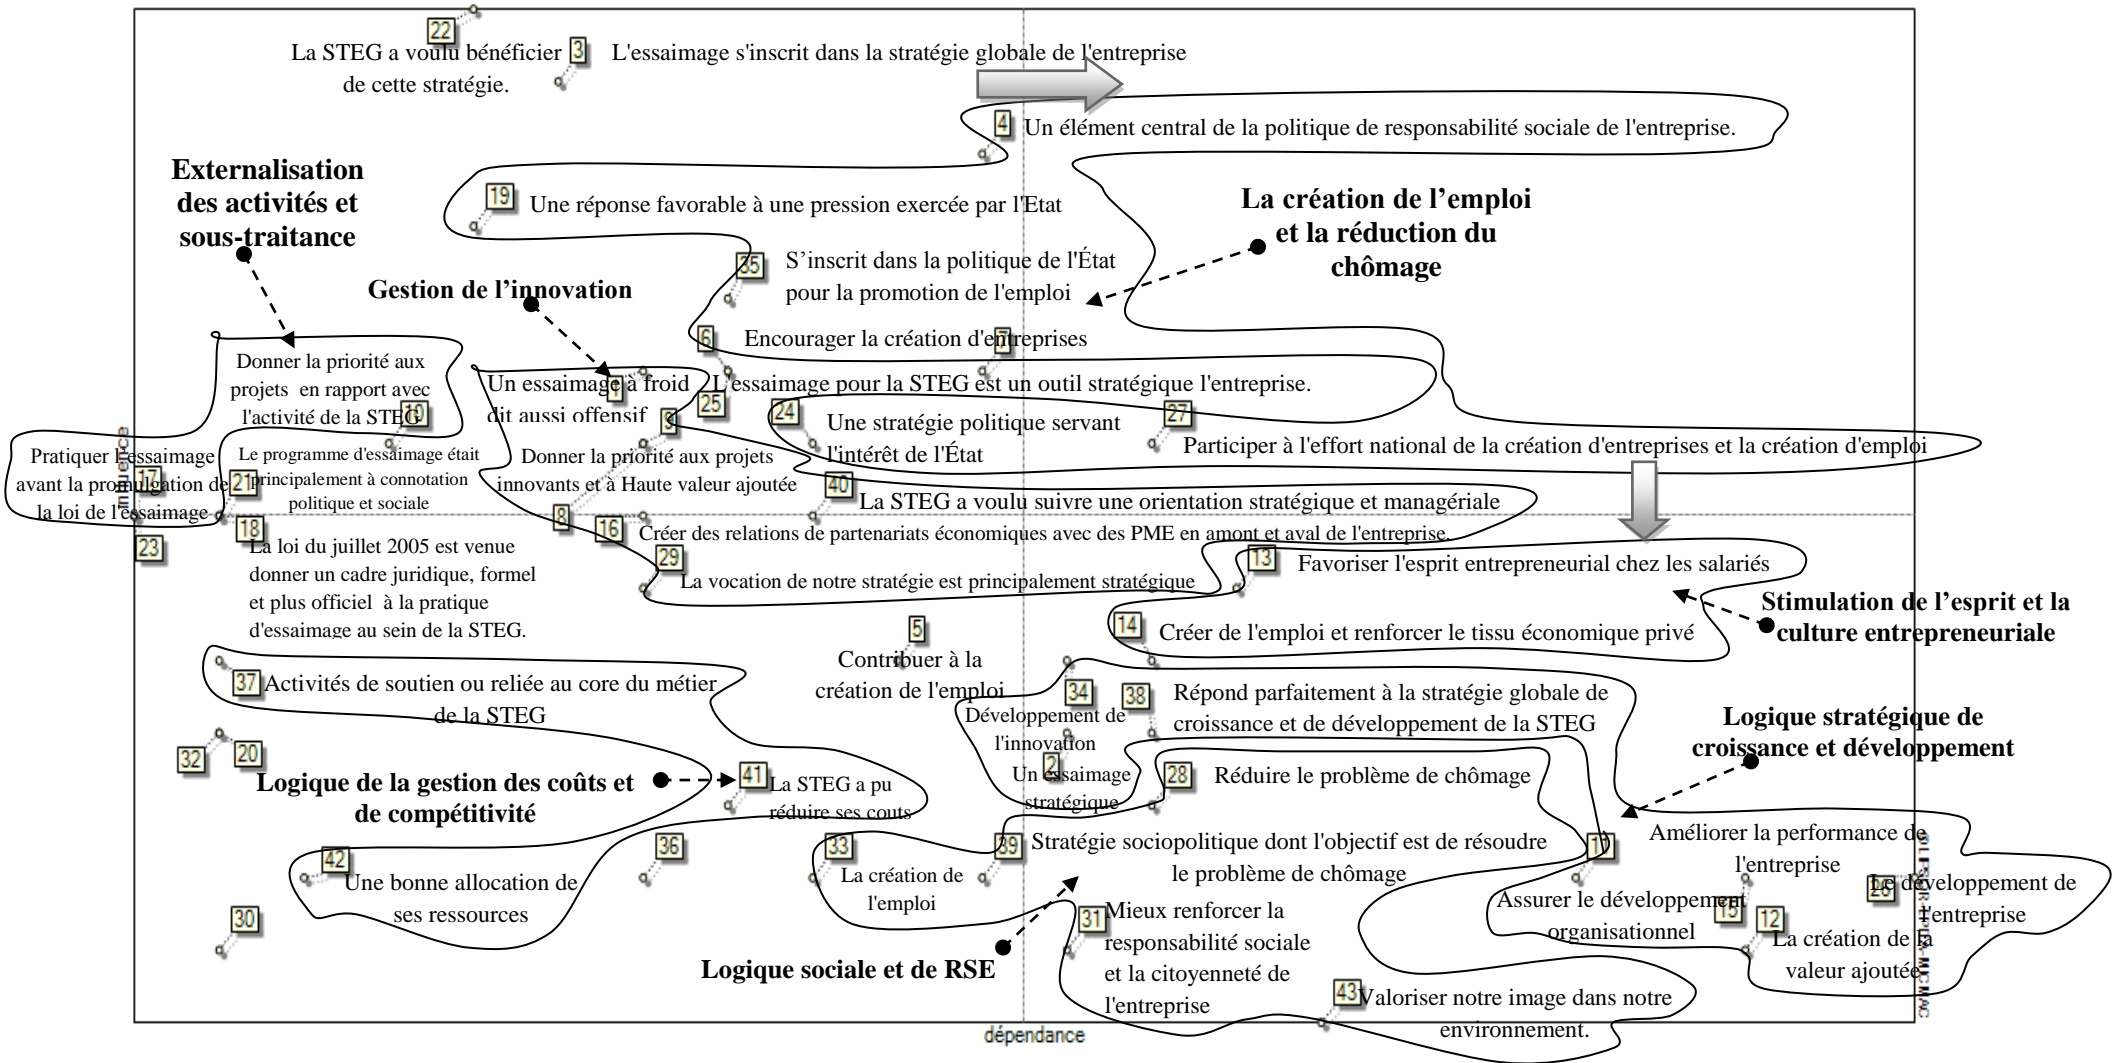 22
La STEG a voulu bénéficier
de cette stratégie.
3
L'essaimage s'inscrit dans la stratégie globale de l'entreprise
4
Un élément central de la politique de responsabilité sociale de l'entreprise.
Externalisation
des activités et
sous-traitance
19
Une réponse favorable à une pression exercée par l'Etat
La création de l'emploi
et la réduction du
chômage
35
S'inscrit dans la politique de l'État
pour la promotion de l'emploi
Gestion de l'innovation
6
Encourager la création d'entreprises
7
Donner la priorité aux
projets en rapport avec
l'activité de la STEG
10
1
Un essaimage à froid
dit aussi offensif
25
L'essaimage pour la STEG est un outil stratégique l'entreprise.
9
24
Une stratégie politique servant
l'intérêt de l'État
27
Participer à l'effort national de la création d'entreprises et la création d'emploi
influence
Pratiquer l'essaimage
avant la promulgation de
la loi de l'essaimage
17
21
Le programme d'essaimage était
principalement à connotation
politique et sociale
Donner la priorité aux projets
innovants et à Haute valeur ajoutée
40
La STEG a voulu suivre une orientation stratégique et managériale
8
16
Créer des relations de partenariats économiques avec des PME en amont et aval de l'entreprise.
23
18
La loi du juillet 2005 est venue
donner un cadre juridique, formel
et plus officiel à la pratique
d'essaimage au sein de la STEG.
29
La vocation de notre stratégie est principalement stratégique
13
Favoriser l'esprit entrepreneurial chez les salariés
Stimulation de l'esprit et la
culture entrepreneuriale
5
Contribuer à la
création de l'emploi
14
Créer de l'emploi et renforcer le tissu économique privé
37
Activités de soutien ou reliée au core du métier
de la STEG
34
Développement de
l'innovation
38
Répond parfaitement à la stratégie globale de
croissance et de développement de la STEG
Logique stratégique de
croissance et développement
32
20
Logique de la gestion des coûts et
de compétitivité
41
La STEG a pu
réduire ses couts
2
Un essaimage
stratégique
28
Réduire le problème de chômage
42
Une bonne allocation de
ses ressources
36
33
La création de
l'emploi
39
Stratégie sociopolitique dont l'objectif est de résoudre
le problème de chômage
11
Améliorer la performance de
l'entreprise
26
Le développement de
l'entreprise
Assurer le développement
organisationnel
15
12
La création de la
valeur ajoutée
30
31
Mieux renforcer la
responsabilité sociale
et la citoyenneté de
l'entreprise
Logique sociale et de RSE
43
Valoriser notre image dans notre
environnement.
dépendance